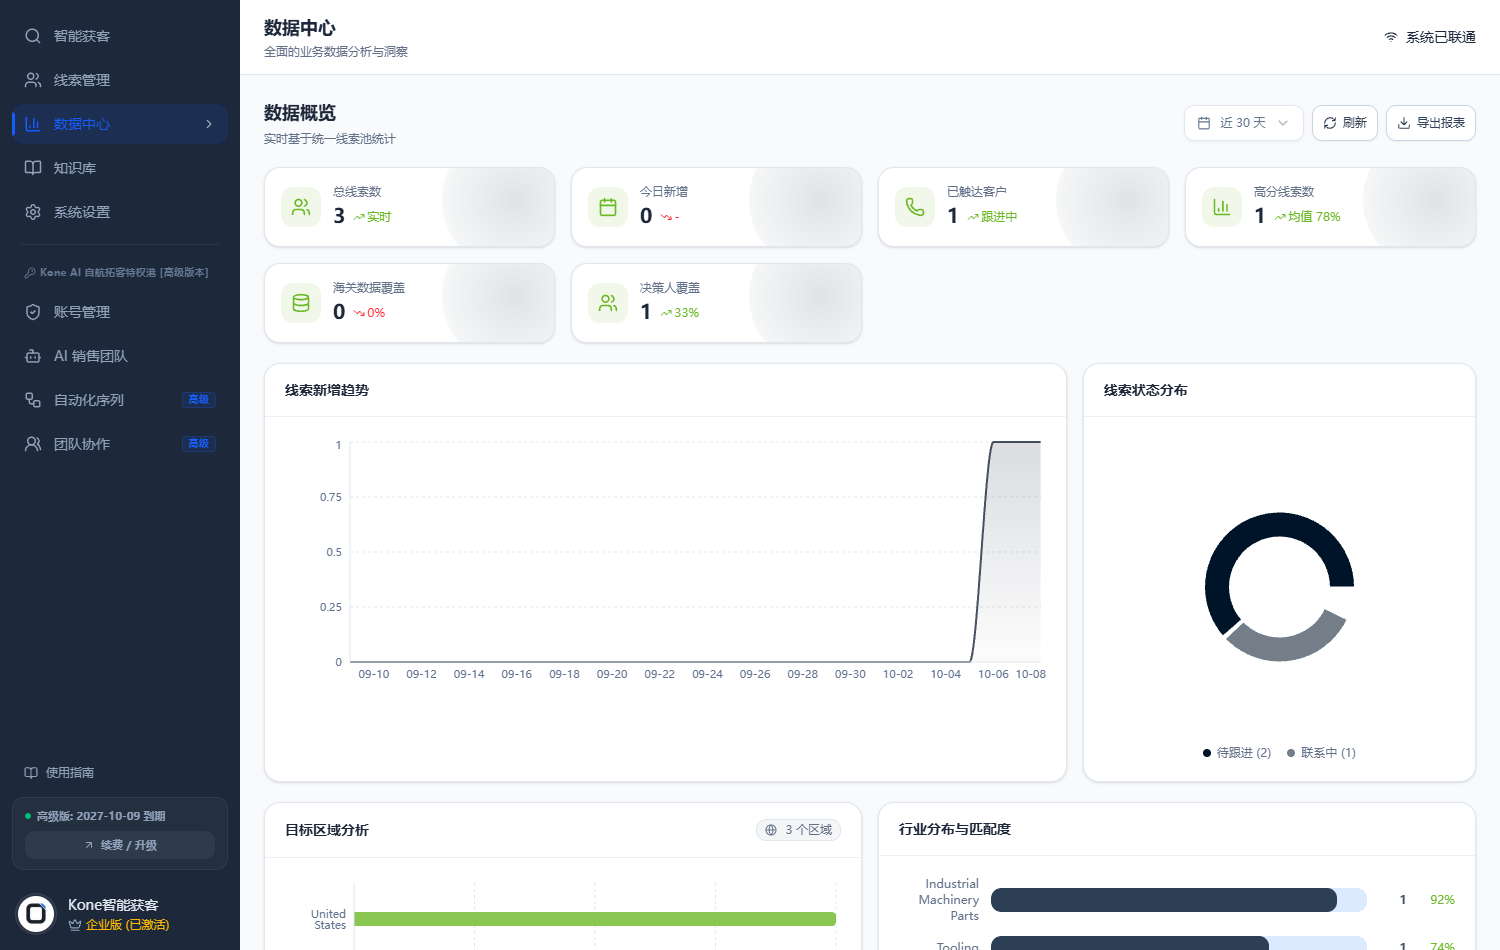 智能获客
线索管理
数据中心
知识库
系统设置
Kone AI 自航拓客特权港 [高级版本]
账号管理
AI 销售团队
自动化序列 高级
团队协作 高级
使用指南
高级版: 2027-10-09 到期
续费 / 升级
Kone智能获客
企业版 (已激活)
数据中心
全面的业务数据分析与洞察
系统已联通
数据概览
实时基于统一线索池统计
近 30 天
刷新
导出报表
总线索数
3 实时
今日新增
0 -
已触达客户
1 跟进中
高分线索数
1 均值 78%
海关数据覆盖
0 0%
决策人覆盖
1 33%
线索新增趋势
1
0.75
0.5
0.25
0
09-10 09-12 09-14 09-16 09-18 09-20 09-22 09-24 09-26 09-28 09-30 10-02 10-04 10-06 10-08
线索状态分布
待跟进 (2) 联系中 (1)
目标区域分析
3 个区域
United
States
行业分布与匹配度
Industrial
Machinery
Parts
1 92%
Tooling
1 74%